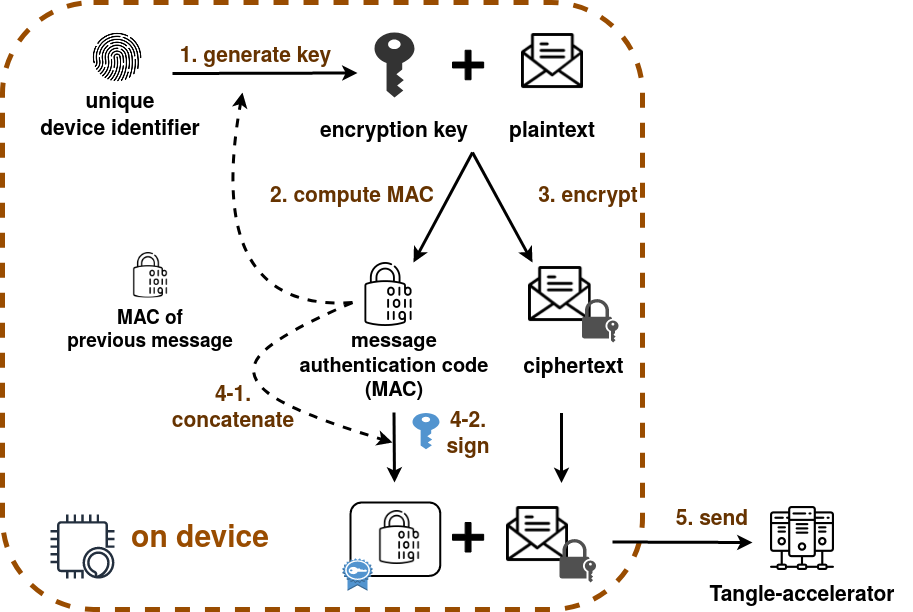 1. generate key
unique
device identifier
encryption key
plaintext
2. compute MAC
3. encrypt
MAC of
previous message
message
authentication code
(MAC)
ciphertext
4-1.
concatenate
4-2.
sign
on device
5. send
Tangle-accelerator